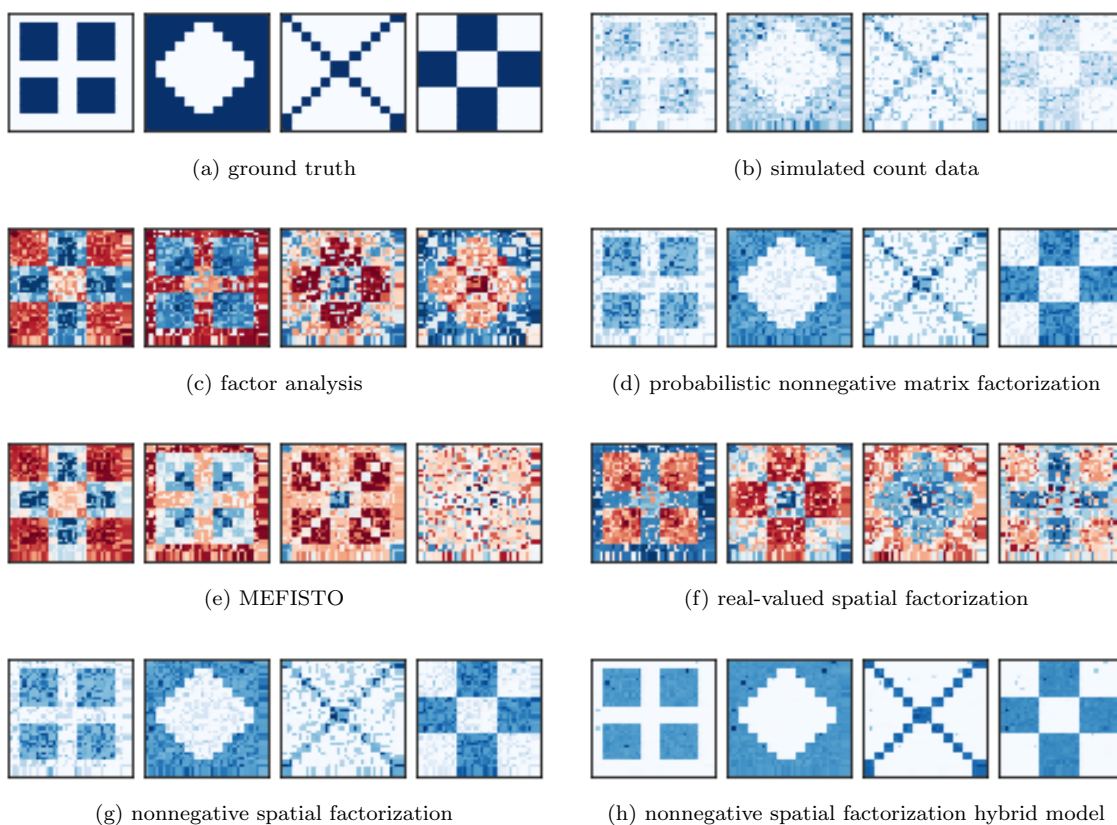 (a) ground truth
(b) simulated count data
(c) factor analysis
(d) probabilistic nonnegative matrix factorization
(e) MEFISTO
(f) real-valued spatial factorization
(g) nonnegative spatial factorization
(h) nonnegative spatial factorization hybrid model